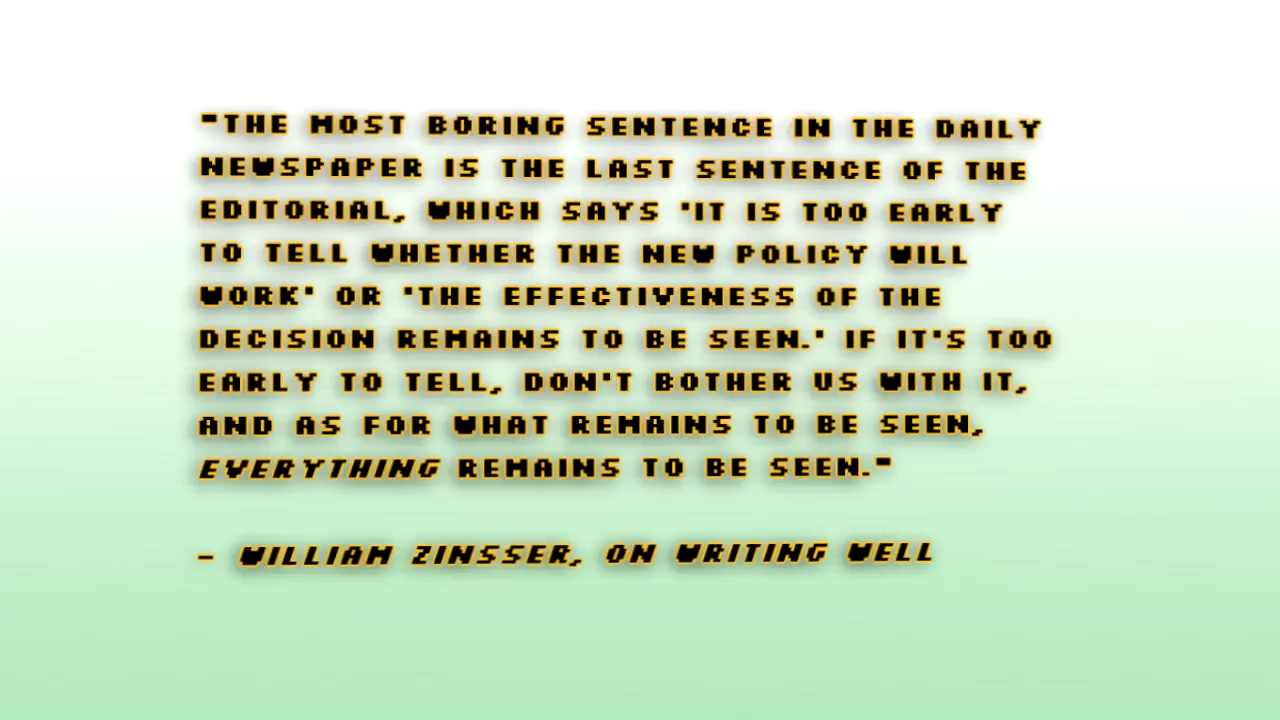 "THE MOST BORING SENTENCE IN THE DAILY
NEWSPAPER IS THE LAST SENTENCE OF THE
EDITORIAL, WHICH SAYS 'IT IS TOO EARLY
TO TELL WHETHER THE NEW POLICY WILL
WORK' OR 'THE EFFECTIVENESS OF THE
DECISION REMAINS TO BE SEEN.' IF IT'S TOO
EARLY TO TELL, DON'T BOTHER US WITH IT,
AND AS FOR WHAT REMAINS TO BE SEEN,
EVERYTHING REMAINS TO BE SEEN."
- WILLIAM ZINSSER, ON WRITING WELL